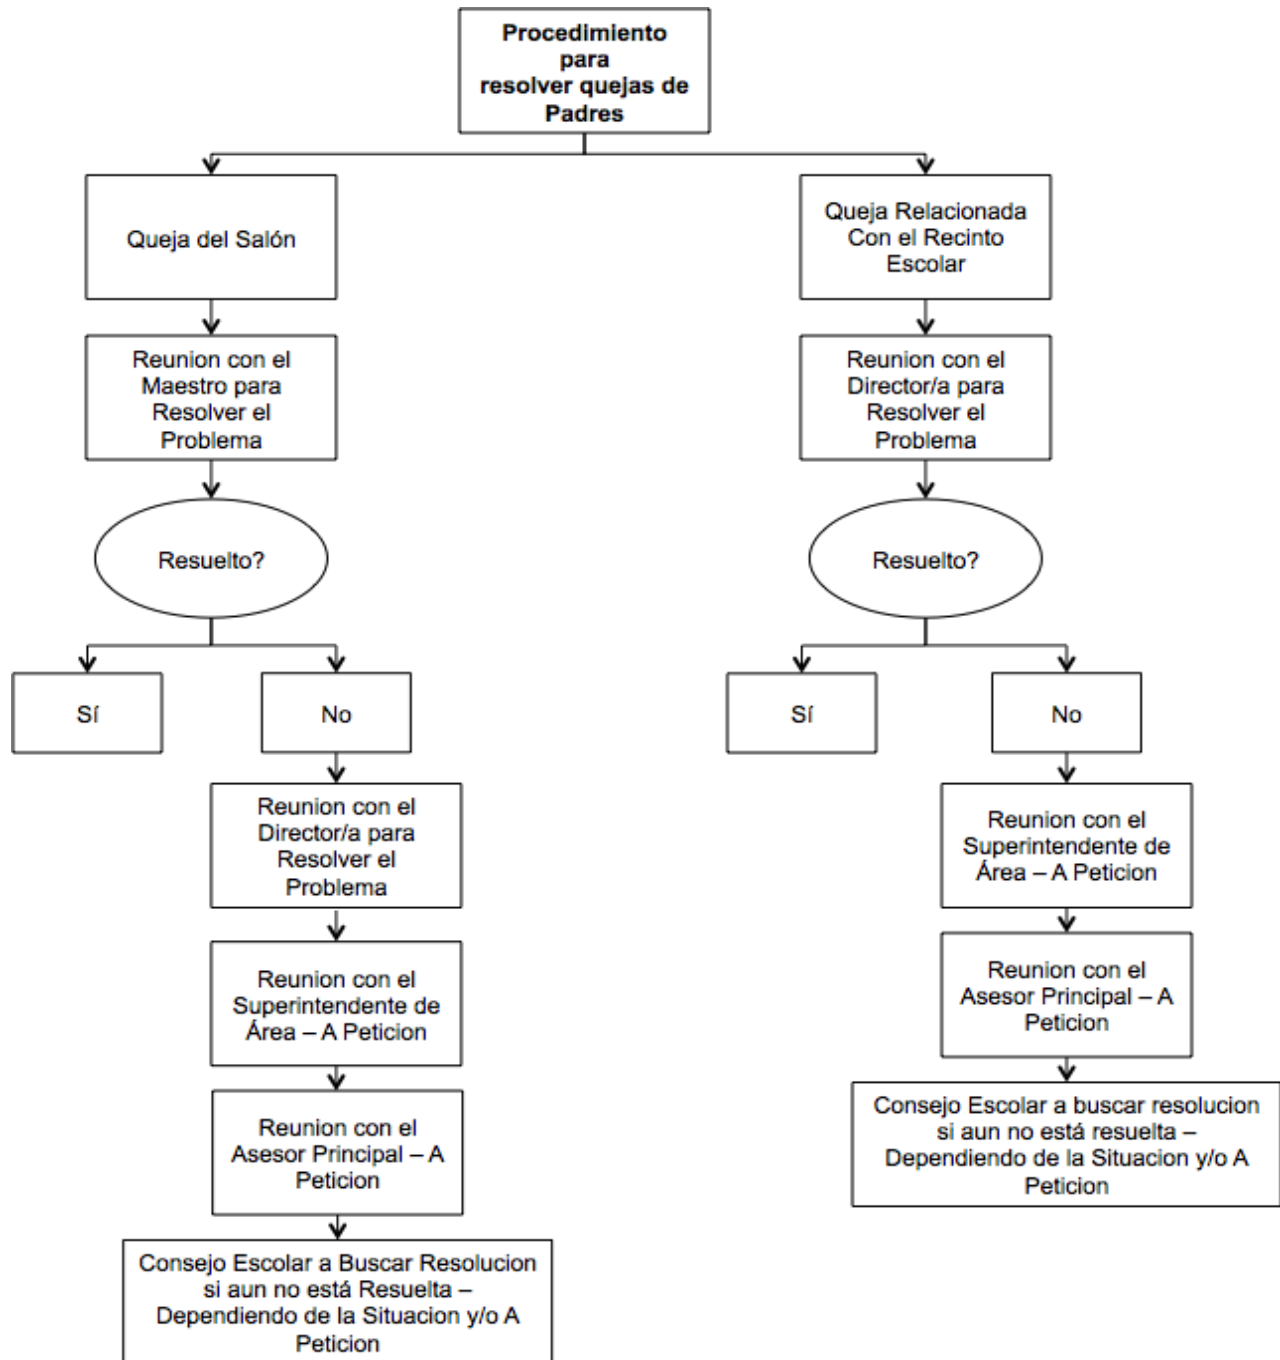 Procedimiento
para
resolver quejas de
Padres
Queja del Salón
Queja Relacionada
Con el Recinto
Escolar
Reunion con el
Maestro para
Resolver el
Problema
Reunion con el
Director/a para
Resolver el
Problema
Resuelto?
Resuelto?
Sí
No
Sí
No
Reunion con el
Director/a para
Resolver el
Problema
Reunion con el
Superintendente de
Área – A Peticion
Reunion con el
Superintendente de
Área – A Peticion
Reunion con el
Asesor Principal – A
Peticion
Reunion con el
Asesor Principal – A
Peticion
Consejo Escolar a buscar resolucion
si aun no está resuelta –
Dependiendo de la Situacion y/o A
Peticion
Consejo Escolar a Buscar Resolucion
si aun no está Resuelta –
Dependiendo de la Situacion y/o A
Peticion